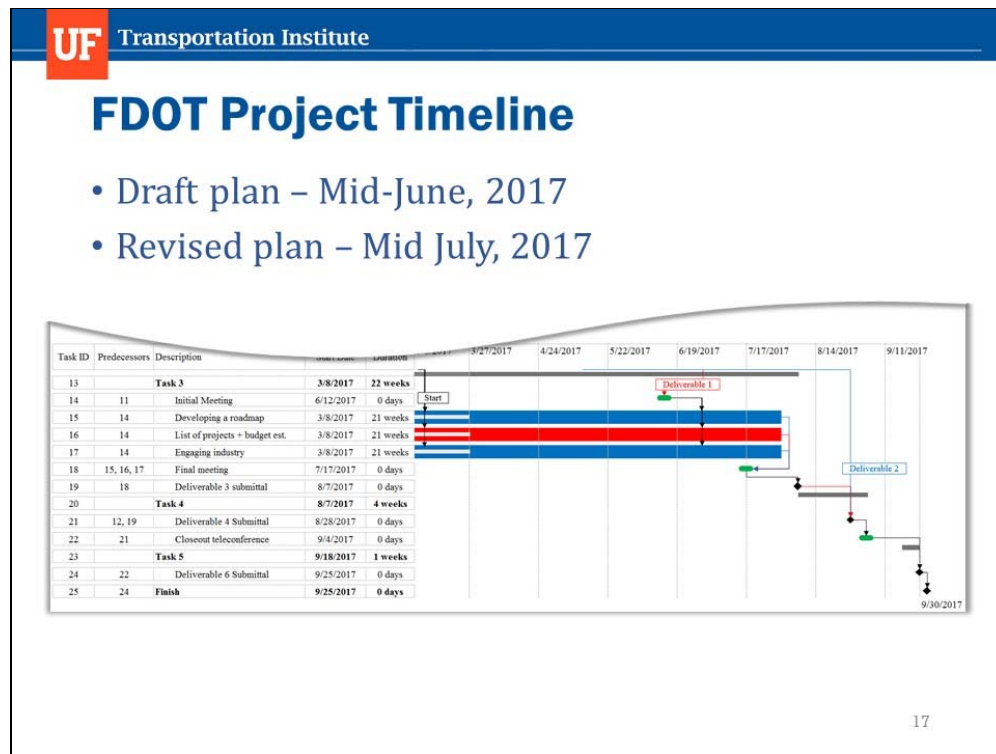 UF Transportation Institute
FDOT Project Timeline
• Draft plan – Mid-June, 2017
• Revised plan – Mid July, 2017
Task ID Predecessors Description Start Date Duration 3/27/2017 4/24/2017 5/22/2017 6/19/2017 7/17/2017 8/14/2017 9/11/2017
13 Task 3 3/8/2017 22 weeks
Deliverable 1
14 11 Initial Meeting 6/12/2017 0 days Start
15 14 Developing a roadmap 3/8/2017 21 weeks
16 14 List of projects + budget est. 3/8/2017 21 weeks
17 14 Engaging industry 3/8/2017 21 weeks
18 15, 16, 17 Final meeting 7/17/2017 0 days Deliverable 2
19 18 Deliverable 3 submittal 8/7/2017 0 days
20 Task 4 8/7/2017 4 weeks
21 12, 19 Deliverable 4 Submittal 8/28/2017 0 days
22 21 Closeout teleconference 9/4/2017 0 days
23 Task 5 9/18/2017 1 weeks
24 22 Deliverable 6 Submittal 9/25/2017 0 days
25 24 Finish 9/25/2017 0 days
9/30/2017
17